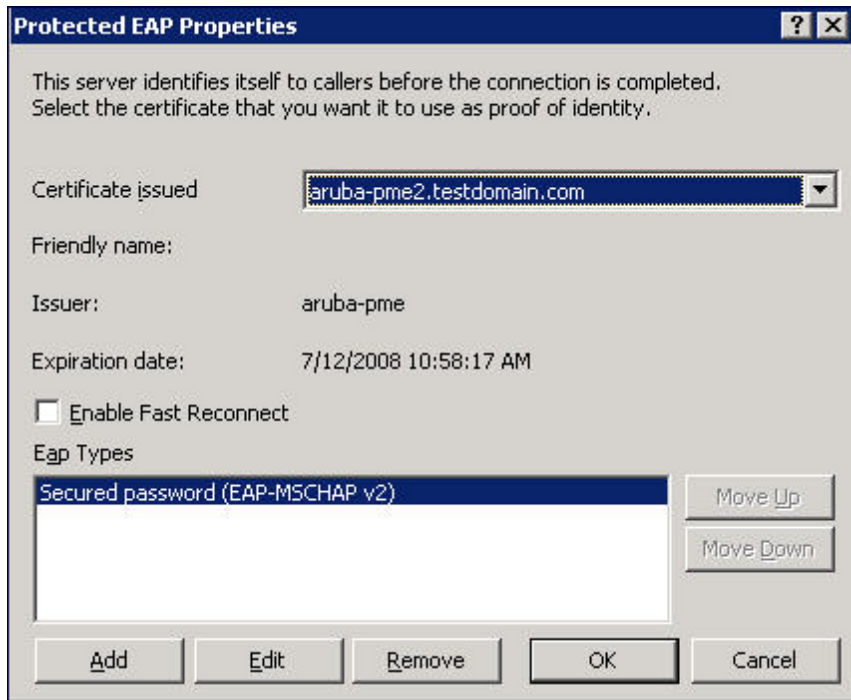 Protected EAP Properties
This server identifies itself to callers before the connection is completed.
Select the certificate that you want it to use as proof of identity.
Certificate issued aruba-pme2.testdomain.com
Friendly name:
Issuer: aruba-pme
Expiration date: 7/12/2008 10:58:17 AM
Enable Fast Reconnect
Eap Types
Secured password (EAP-MSCHAP v2)
Move Up
Move Down
Add Edit Remove OK Cancel